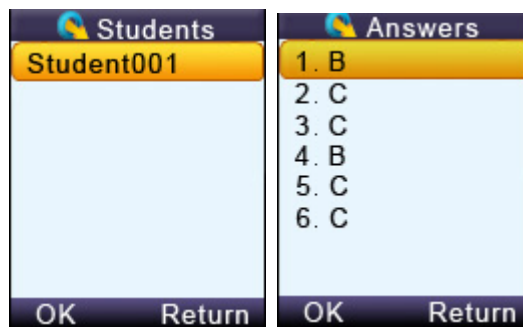 Students
Student001
OK Return
Answers
1. B
2. C
3. C
4. B
5. C
6. C
OK Return